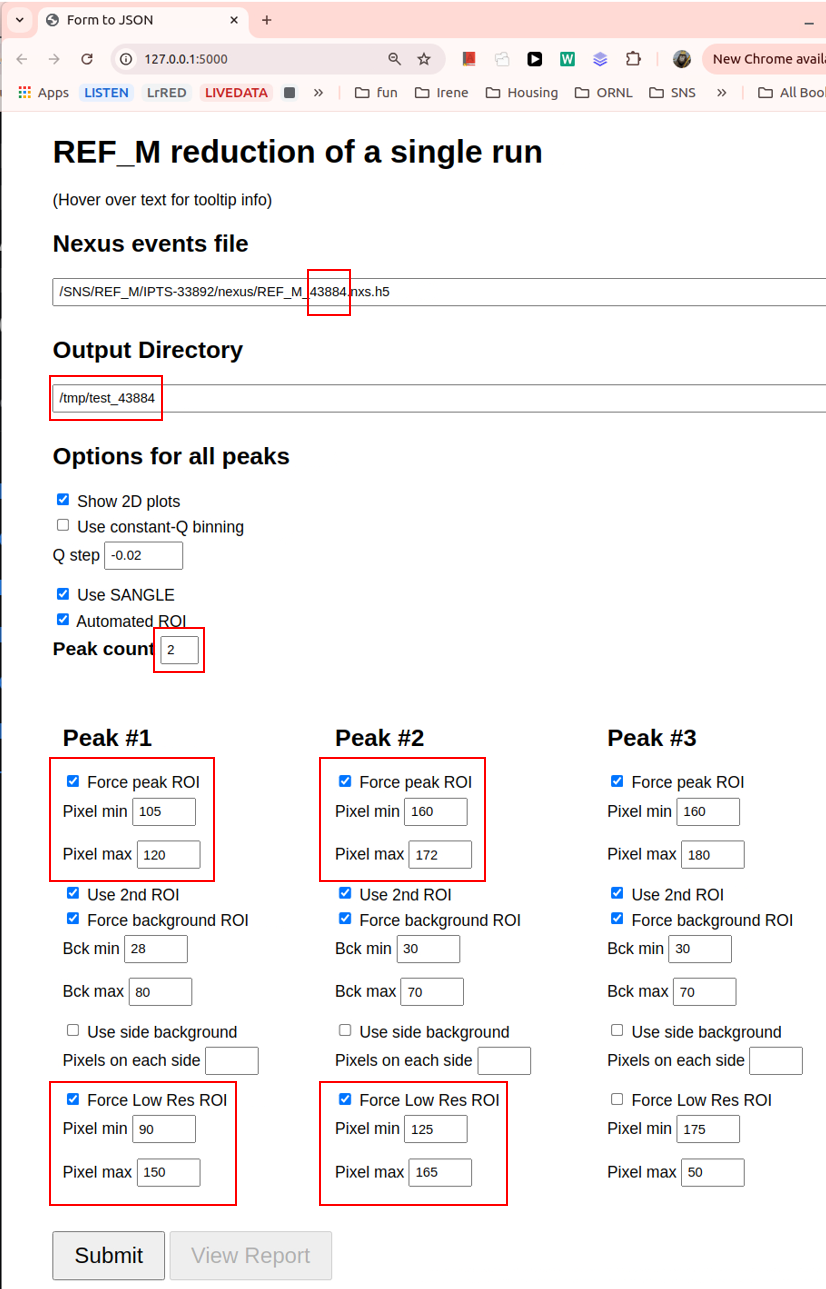 Form to JSON
127.0.0.1:5000
New Chrome availa
Apps LISTEN LrRED LIVEDATA » fun Irene Housing ORNL SNS » All Boo
REF_M reduction of a single run
(Hover over text for tooltip info)
Nexus events file
/SNS/REF_M/IPTS-33892/nexus/REF_M_43884.nxs.h5
Output Directory
/tmp/test_43884
Options for all peaks
Show 2D plots
Use constant-Q binning
Q step -0.02
Use SANGLE
Automated ROI
Peak count 2
Peak #1 Peak #2 Peak #3
Force peak ROI Force peak ROI Force peak ROI
Pixel min 105 Pixel min 160 Pixel min 160
Pixel max 120 Pixel max 172 Pixel max 180
Use 2nd ROI Use 2nd ROI Use 2nd ROI
Force background ROI Force background ROI Force background ROI
Bck min 28 Bck min 30 Bck min 30
Bck max 80 Bck max 70 Bck max 70
Use side background Use side background Use side background
Pixels on each side Pixels on each side Pixels on each side
Force Low Res ROI Force Low Res ROI Force Low Res ROI
Pixel min 90 Pixel min 125 Pixel min 175
Pixel max 150 Pixel max 165 Pixel max 50
Submit View Report